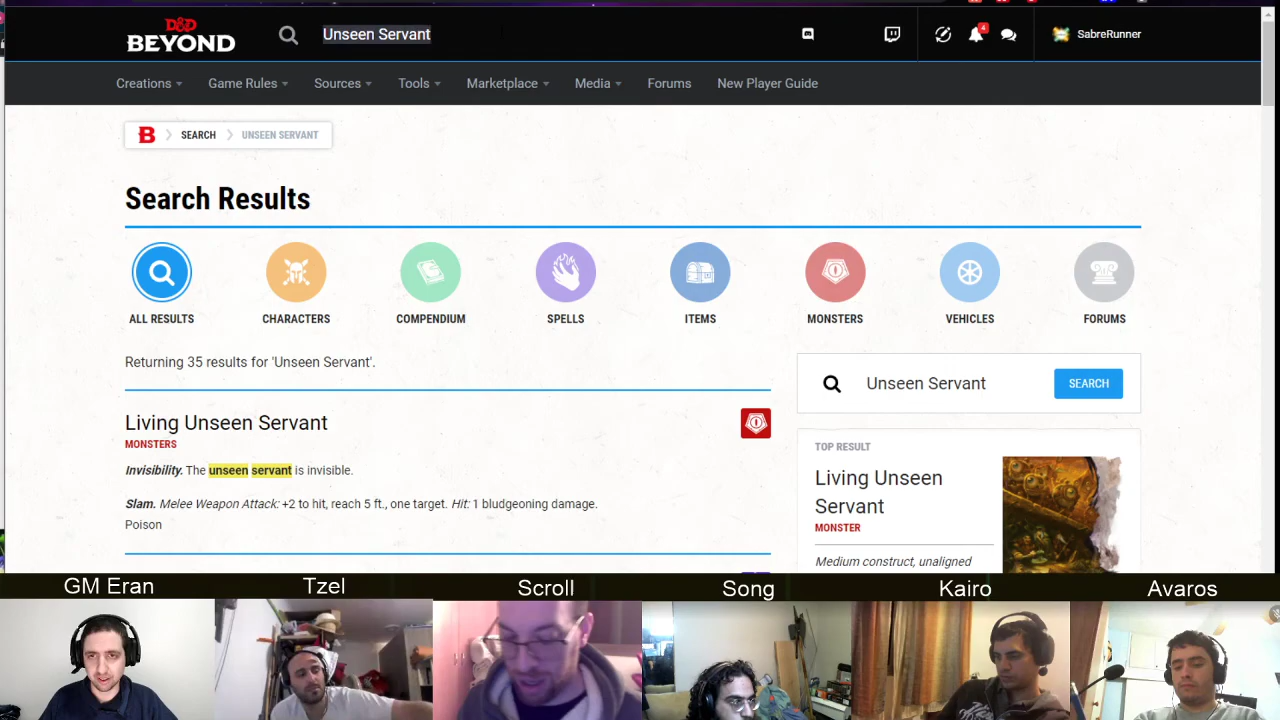 D&D
BEYOND
Unseen Servant
4
SabreRunner
Creations
Game Rules
Sources
Tools
Marketplace
Media
Forums
New Player Guide
B
SEARCH
UNSEEN SERVANT
Search Results
ALL RESULTS
CHARACTERS
COMPENDIUM
SPELLS
ITEMS
MONSTERS
VEHICLES
FORUMS
Returning 35 results for 'Unseen Servant'.
Unseen Servant
SEARCH
Living Unseen Servant
MONSTERS
Invisibility. The unseen servant is invisible.
Slam. Melee Weapon Attack: +2 to hit, reach 5 ft., one target. Hit: 1 bludgeoning damage.
Poison
TOP RESULT
Living Unseen
Servant
MONSTER
Medium construct, unaligned
GM Eran
Tzel
Scroll
Song
Kairo
Avaros